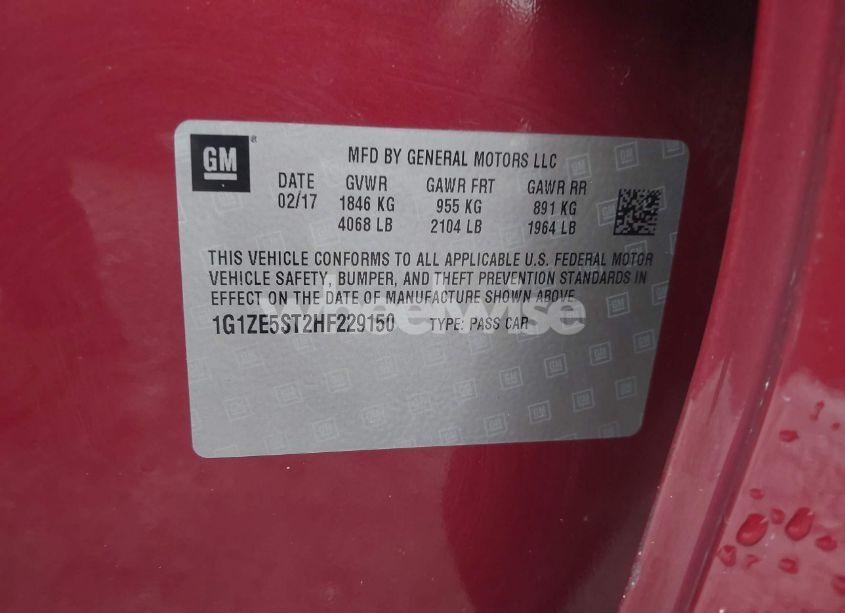 GM
MFD BY GENERAL MOTORS LLC
DATE GVWR GAWR FRT GAWR RR
02/17 1846 KG 955 KG 891 KG
4068 LB 2104 LB 1964 LB
THIS VEHICLE CONFORMS TO ALL APPLICABLE U.S. FEDERAL MOTOR
VEHICLE SAFETY, BUMPER, AND THEFT PREVENTION STANDARDS IN
EFFECT ON THE DATE OF MANUFACTURE SHOWN ABOVE.
1G1ZE5ST2HF229150 TYPE: PASS CAR
wheelwise